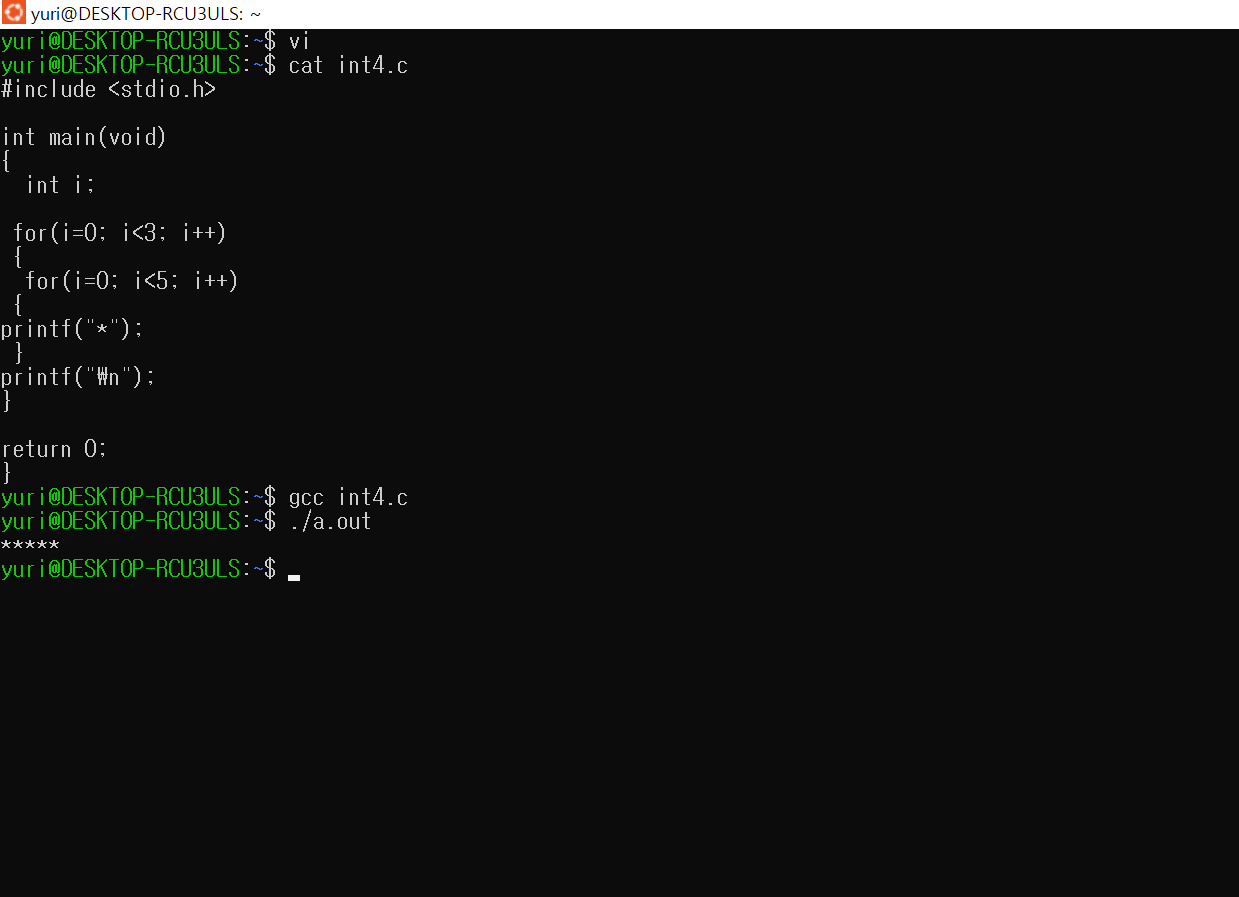 yuri@DESKTOP-RCU3ULS: ~
yuri@DESKTOP-RCU3ULS:~$ vi
yuri@DESKTOP-RCU3ULS:~$ cat int4.c
#include <stdio.h>
int main(void)
{
int i;
for(i=0; i<3; i++)
{
for(i=0; i<5; i++)
{
printf("*");
}
printf("₩n");
}
return 0;
}
yuri@DESKTOP-RCU3ULS:~$ gcc int4.c
yuri@DESKTOP-RCU3ULS:~$ ./a.out
*****
yuri@DESKTOP-RCU3ULS:~$